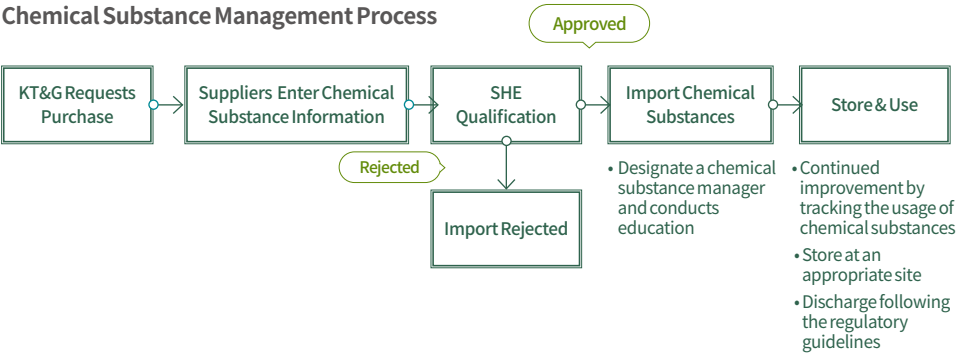 Chemical Substance Management Process
Approved
KT&G Requests
Purchase
Suppliers Enter Chemical
Substance Information
SHE
Qualification
Import Chemical
Substances
Store & Use
Rejected
Import Rejected
• Designate a chemical
substance manager
and conducts
education
• Continued
improvement by
tracking the usage of
chemical substances
• Store at an
appropriate site
• Discharge following
the regulatory
guidelines